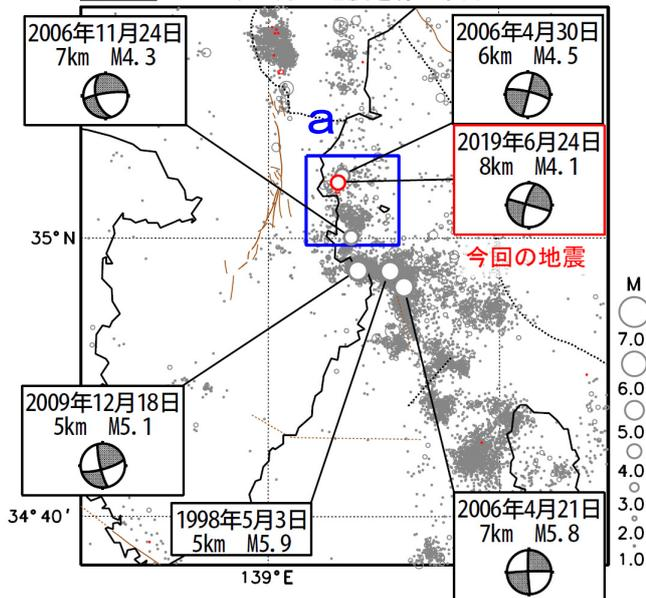 2006年11月24日
7km M4.3
2006年4月30日
6km M4.5
a
2019年6月24日
8km M4.1
今回の地震
35°N
M
7.0
6.0
5.0
4.0
3.0
2.0
1.0
2009年12月18日
5km M5.1
1998年5月3日
5km M5.9
2006年4月21日
7km M5.8
34°40'
139°E